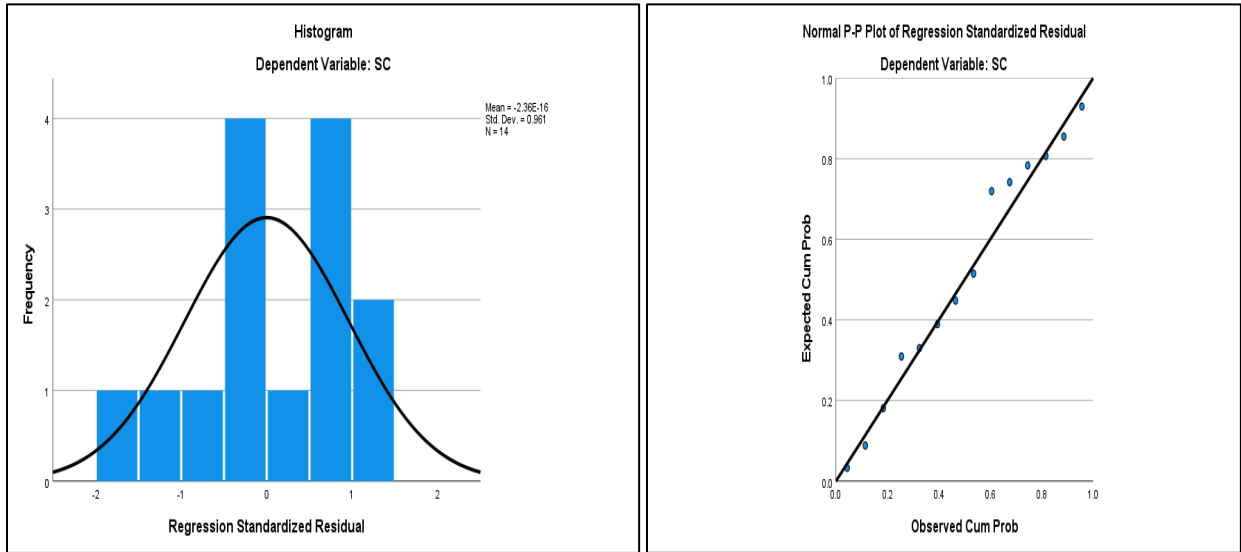 Histogram
Dependent Variable: SC
Mean = -2.36E-16
Std. Dev. = 0.961
N = 14
4
3
2
1
0
Frequency
-2
-1
0
1
2
Regression Standardized Residual
Normal P-P Plot of Regression Standardized Residual
Dependent Variable: SC
1.0
0.8
0.6
0.4
0.2
0.0
Expected Cum Prob
0.0
0.2
0.4
0.6
0.8
1.0
Observed Cum Prob